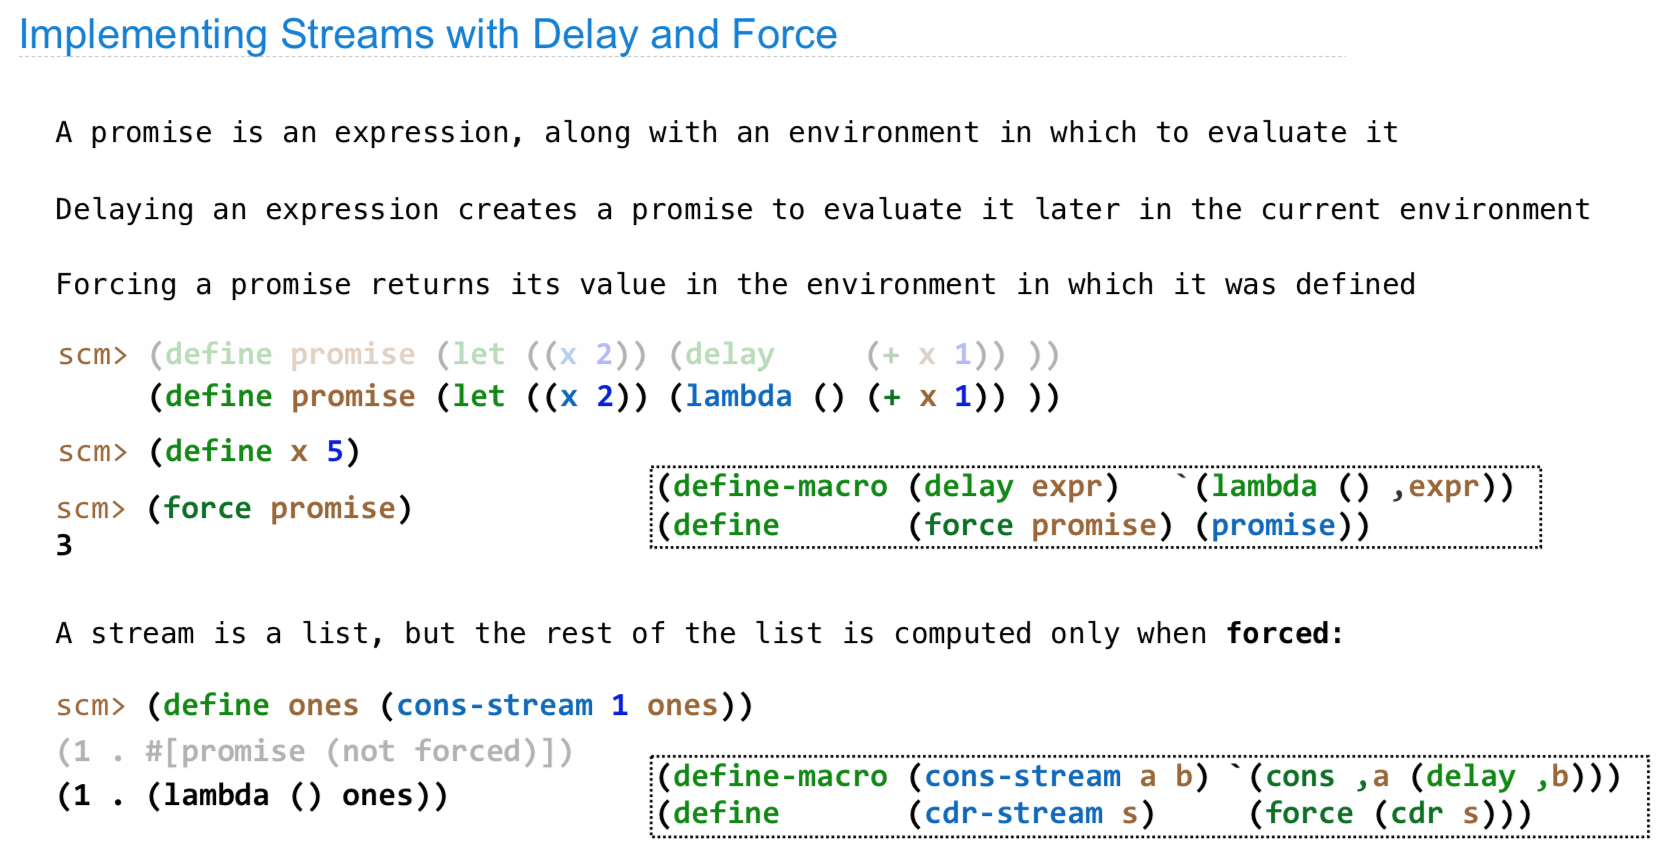 Implementing Streams with Delay and Force
A promise is an expression, along with an environment in which to evaluate it
Delaying an expression creates a promise to evaluate it later in the current environment
Forcing a promise returns its value in the environment in which it was defined
scm> (define promise (let ((x 2)) (delay     (+ x 1)) ))
(define promise (let ((x 2)) (lambda () (+ x 1)) ))
scm> (define x 5)
scm> (force promise)
3
(define-macro (delay expr)   `(lambda () ,expr))
(define       (force promise) (promise))
A stream is a list, but the rest of the list is computed only when forced:
scm> (define ones (cons-stream 1 ones))
(1 . #[promise (not forced)])
(1 . (lambda () ones))
(define-macro (cons-stream a b) `(cons ,a (delay ,b)))
(define       (cdr-stream s)     (force (cdr s)))